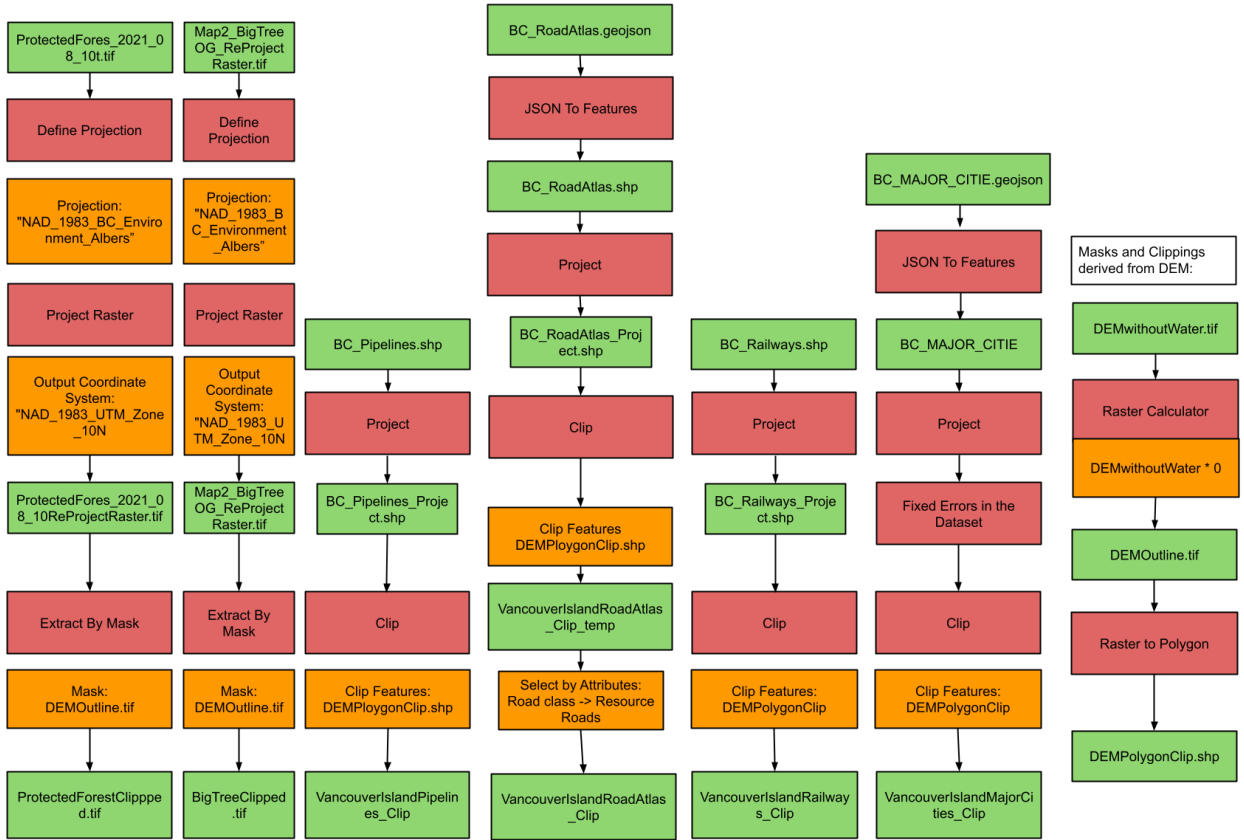 ProtectedFores_2021_0
8_10t.tif
Define Projection
Projection:
"NAD_1983_BC_Enviro
nment_Albers”
Project Raster
Output Coordinate
System:
"NAD_1983_UTM_Zone
_10N
ProtectedFores_2021_0
8_10ReProjectRaster.tif
Extract By Mask
Mask:
DEMOutline.tif
ProtectedForestClippp
ed.tif
Map2_BigTree
OG_ReProject
Raster.tif
Define
Projection
Projection:
"NAD_1983_B
C_Environment
_Albers”
Project Raster
Output
Coordinate
System:
"NAD_1983_U
TM_Zone_10N
Map2_BigTree
OG_ReProject
Raster.tif
Extract By
Mask
Mask:
DEMOutline.tif
BigTreeClipped
.tif
BC_Pipelines.shp
Project
BC_Pipelines_Proje
ct.shp
Clip
Clip Features:
DEMPloygonClip.shp
VancouverIslandPipelin
es_Clip
BC_RoadAtlas.geojson
JSON To Features
BC_RoadAtlas.shp
Project
BC_RoadAtlas_Proj
ect.shp
Clip
Clip Features
DEMPloygonClip.shp
VancouverIslandRoadAtlas
_Clip_temp
Select by Attributes:
Road class -> Resource
Roads
VancouverIslandRoadAtlas
_Clip
BC_Railways.shp
Project
BC_Railways_Proje
ct.shp
Clip
Clip Features:
DEMPolygonClip
VancouverIslandRailway
s_Clip
BC_MAJOR_CITIE.geojson
JSON To Features
BC_MAJOR_CITIE
Project
Fixed Errors in the
Dataset
Clip
Clip Features:
DEMPolygonClip
VancouverIslandMajorCi
ties_Clip
Masks and Clippings
derived from DEM:
DEMwithoutWater.tif
Raster Calculator
DEMwithoutWater * 0
DEMOutline.tif
Raster to Polygon
DEMPolygonClip.shp